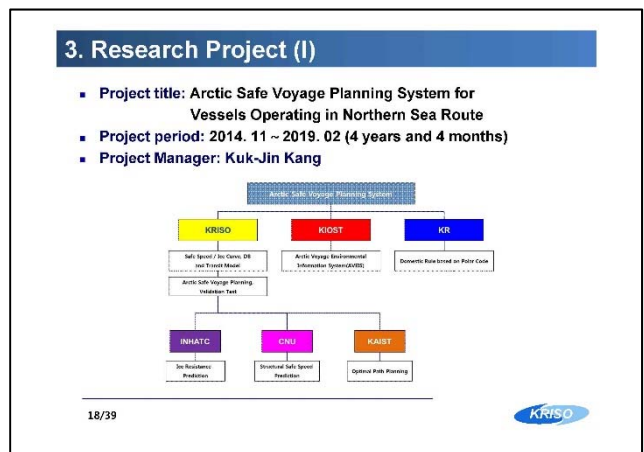 3. Research Project (I)
Project title: Arctic Safe Voyage Planning System for
Vessels Operating in Northern Sea Route
Project period: 2014. 11 ~ 2019. 02 (4 years and 4 months)
Project Manager: Kuk-Jin Kang
Arctic Safe Voyage Planning System
KRISO
KIOST
KR
Safe Speed / Ice Curve, DB
and Transit Model
Arctic Voyage Environmental
Information System(AVEIS)
Domestic Rule based on Polar Code
Arctic Safe Voyage Planning,
Validation Test
INHATC
CNU
KAIST
Ice Resistance
Prediction
Structural Safe Speed
Prediction
Optimal Path Planning
18/39
KRISO